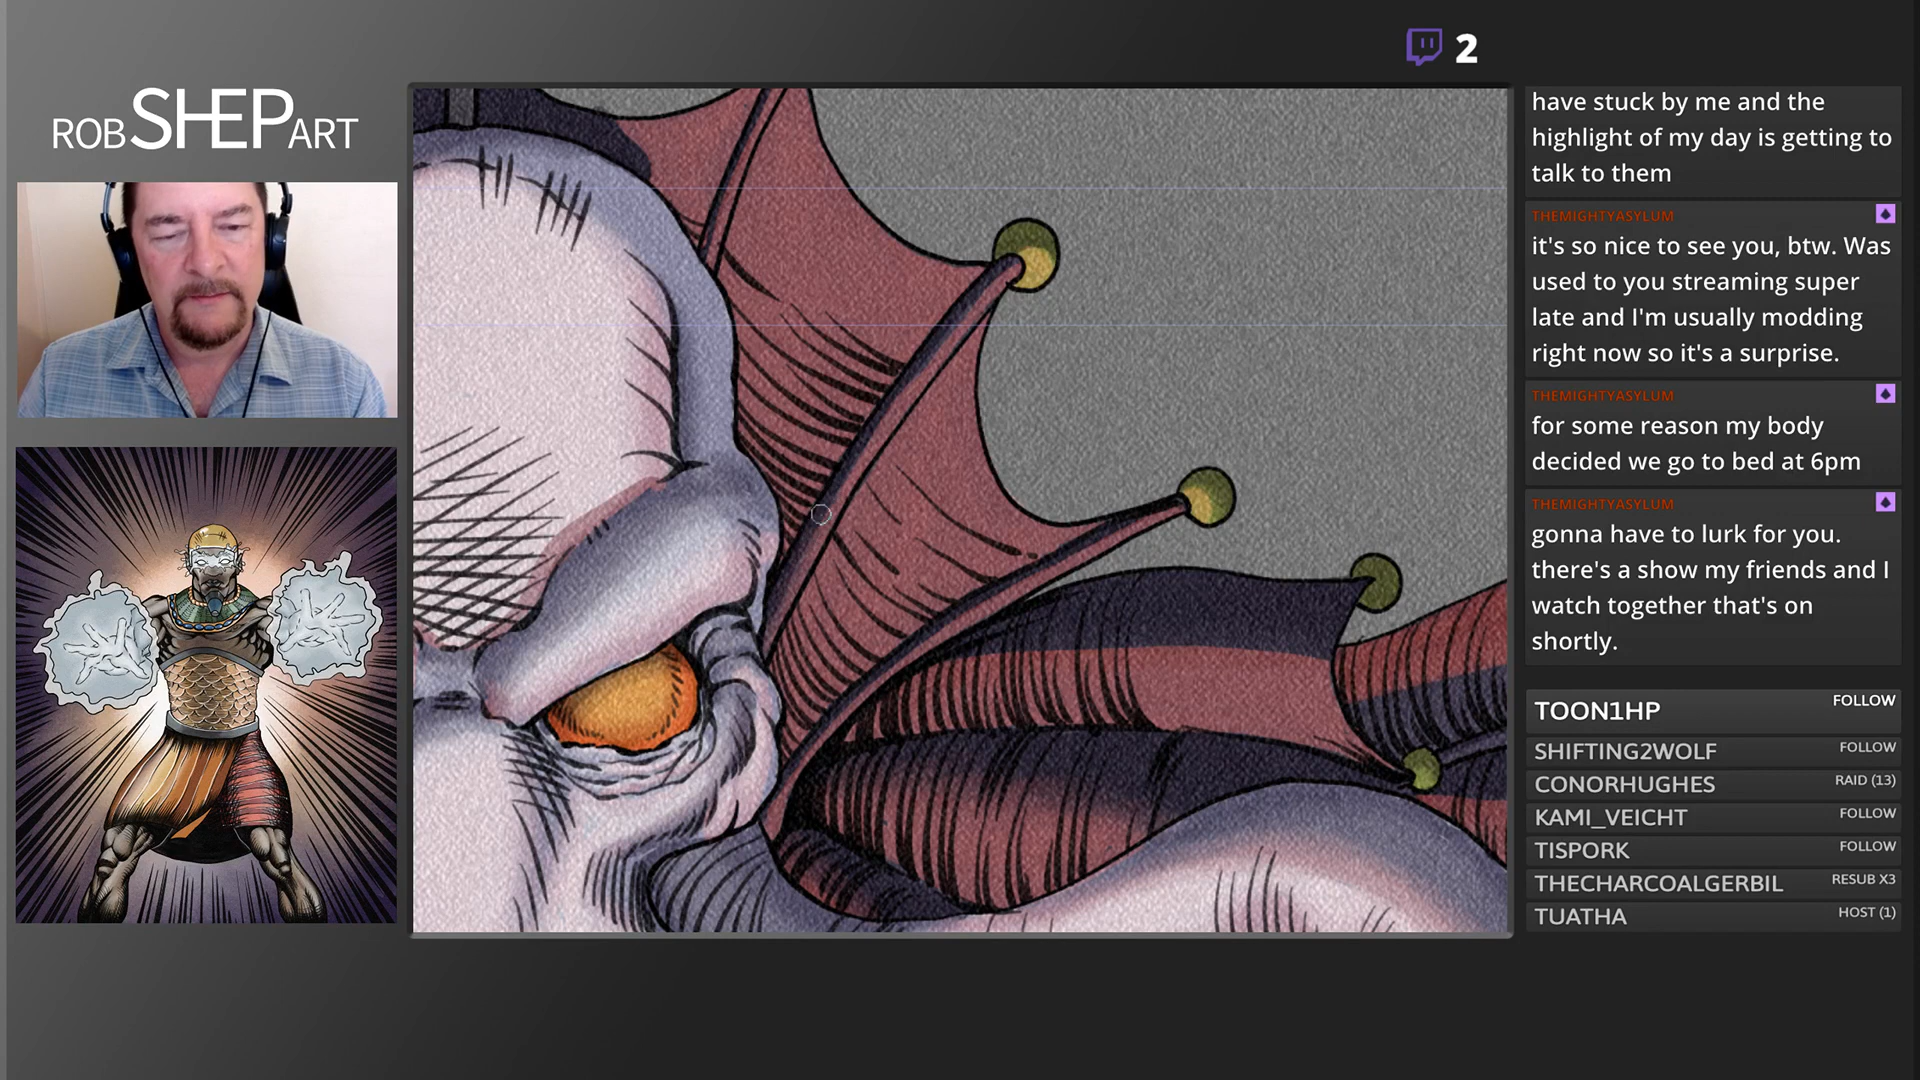 2
ROB SHEP ART
have stuck by me and the
highlight of my day is getting to
talk to them
THEMIGHTYASYLUM
it's so nice to see you, btw. Was
used to you streaming super
late and I'm usually modding
right now so it's a surprise.
THEMIGHTYASYLUM
for some reason my body
decided we go to bed at 6pm
THEMIGHTYASYLUM
gonna have to lurk for you.
there's a show my friends and I
watch together that's on
shortly.
TOON1HP FOLLOW
SHIFTING2WOLF FOLLOW
CONORHUGHES RAID (13)
KAMI_VEICHT FOLLOW
TISPORK FOLLOW
THECHARCOALGERBIL RESUB X3
TUATHA HOST (1)